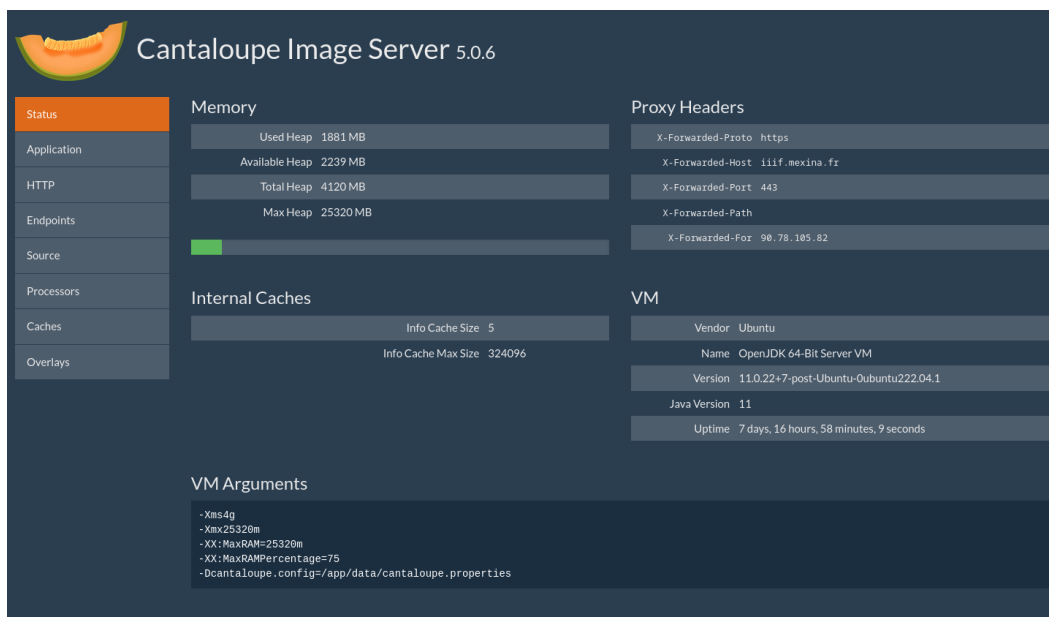 Cantaloupe Image Server 5.0.6
Status
Application
HTTP
Endpoints
Source
Processors
Caches
Overlays
Memory
Used Heap 1881 MB
Available Heap 2239 MB
Total Heap 4120 MB
Max Heap 25320 MB
Proxy Headers
X-Forwarded-Proto https
X-Forwarded-Host iiif.mexina.fr
X-Forwarded-Port 443
X-Forwarded-Path
X-Forwarded-For 90.78.105.82
Internal Caches
Info Cache Size 5
Info Cache Max Size 324096
VM
Vendor Ubuntu
Name OpenJDK 64-Bit Server VM
Version 11.0.22+7-post-Ubuntu-0ubuntu222.04.1
Java Version 11
Uptime 7 days, 16 hours, 58 minutes, 9 seconds
VM Arguments
-Xms4g
-Xmx25320m
-XX:MaxRAM=25320m
-XX:MaxRAMPercentage=75
-Dcantaloupe.config=/app/data/cantaloupe.properties